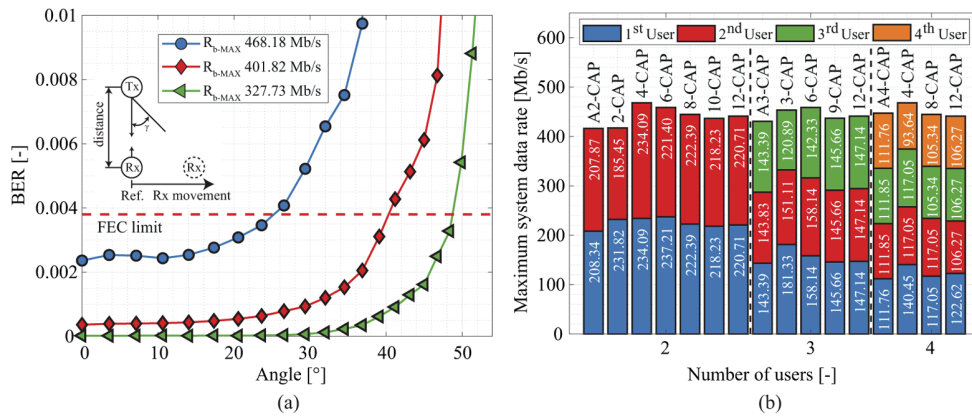 0.01
0.008
0.006
0.004
0.002
0
BER [-]
R_b-MAX 468.18 Mb/s
R_b-MAX 401.82 Mb/s
R_b-MAX 327.73 Mb/s
Tx
distance
γ
Rx
Rx
Ref.
Rx movement
FEC limit
0 10 20 30 40 50
Angle [°]
(a)
1st User 2nd User 3rd User 4th User
Maximum system data rate [Mb/s]
600
500
400
300
200
100
0
A2-CAP
2-CAP
4-CAP
6-CAP
8-CAP
10-CAP
12-CAP
A3-CAP
3-CAP
6-CAP
9-CAP
12-CAP
A4-CAP
4-CAP
8-CAP
12-CAP
208.34
207.87
231.82
185.45
234.09
234.09
237.21
221.40
222.39
222.39
218.23
218.23
220.71
220.71
143.39
143.83
143.39
181.33
151.11
120.89
158.14
158.14
142.33
145.66
145.66
145.66
147.14
147.14
147.14
111.76
111.85
111.85
111.76
140.45
117.05
117.05
93.64
117.05
117.05
105.34
105.34
122.62
106.27
106.27
106.27
2 3 4
Number of users [-]
(b)